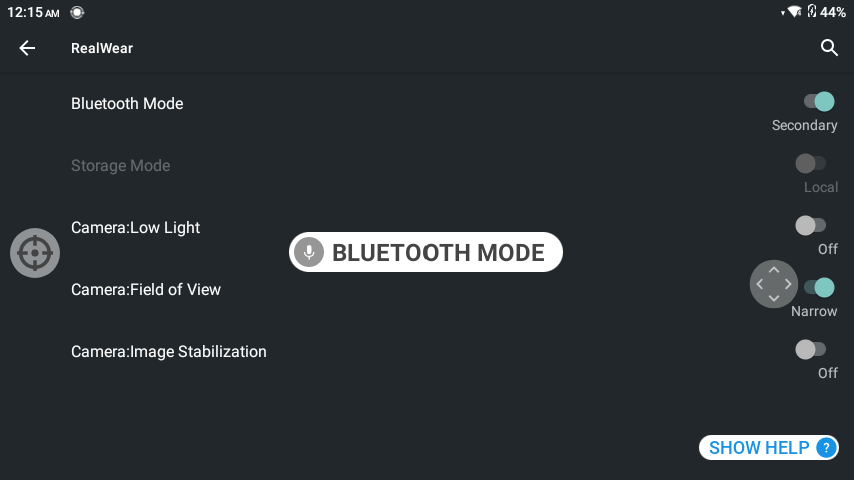 12:15 AM 44%
RealWear
Bluetooth Mode
Secondary
Storage Mode
Local
Camera:Low Light
Off
BLUETOOTH MODE
Camera:Field of View
Narrow
Camera:Image Stabilization
Off
SHOW HELP ?